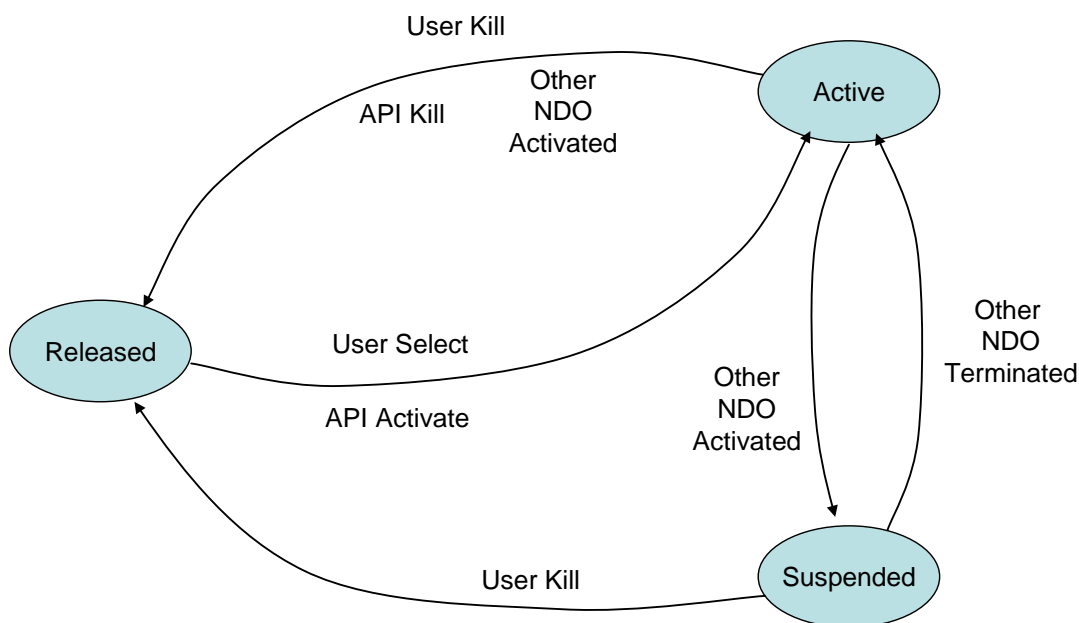 User Kill
Other
NDO
Activated
API Kill
Active
Released
User Select
API Activate
Other
NDO
Terminated
Other
NDO
Activated
User Kill
Suspended